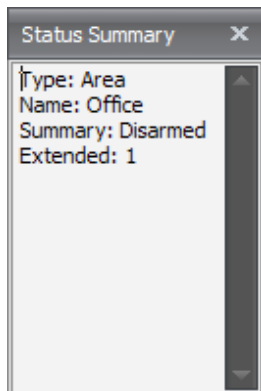 Status Summary
Type: Area
Name: Office
Summary: Disarmed
Extended: 1